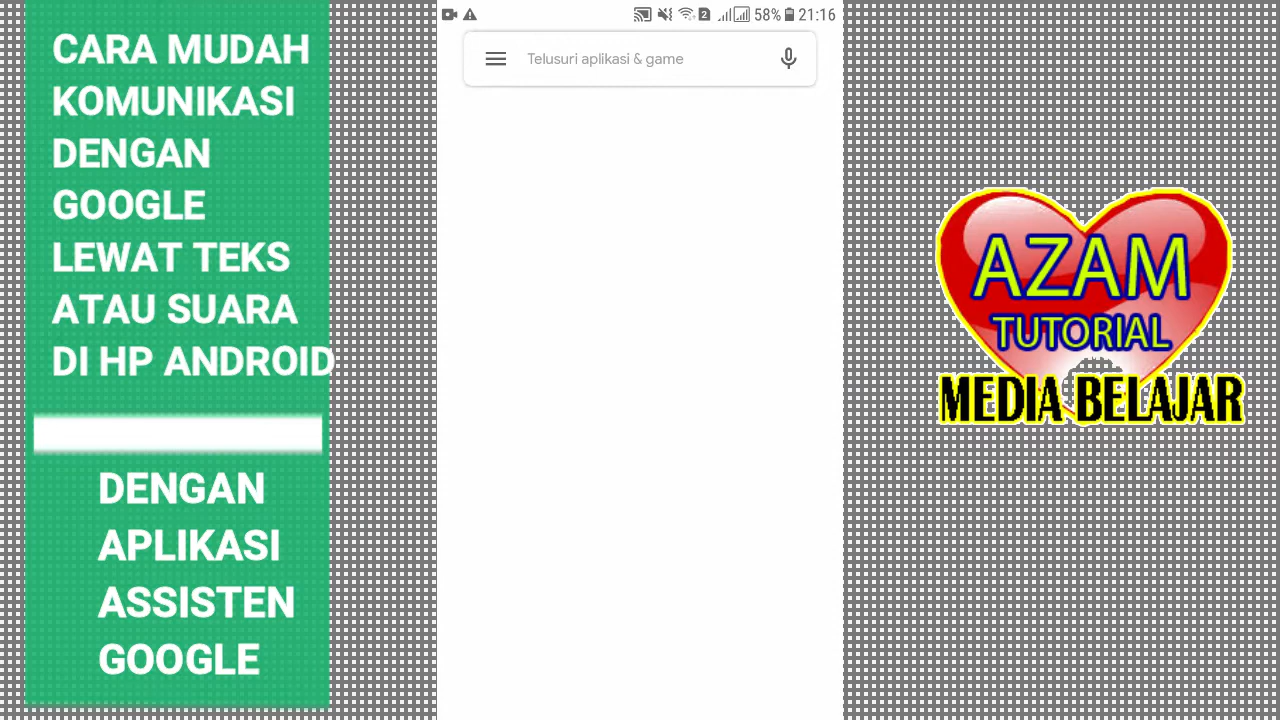 CARA MUDAH
KOMUNIKASI
DENGAN
GOOGLE
LEWAT TEKS
ATAU SUARA
DI HP ANDROID
DENGAN
APLIKASI
ASSISTEN
GOOGLE
2 58% 21:16
Telusuri aplikasi & game
AZAM
TUTORIAL
MEDIA BELAJAR